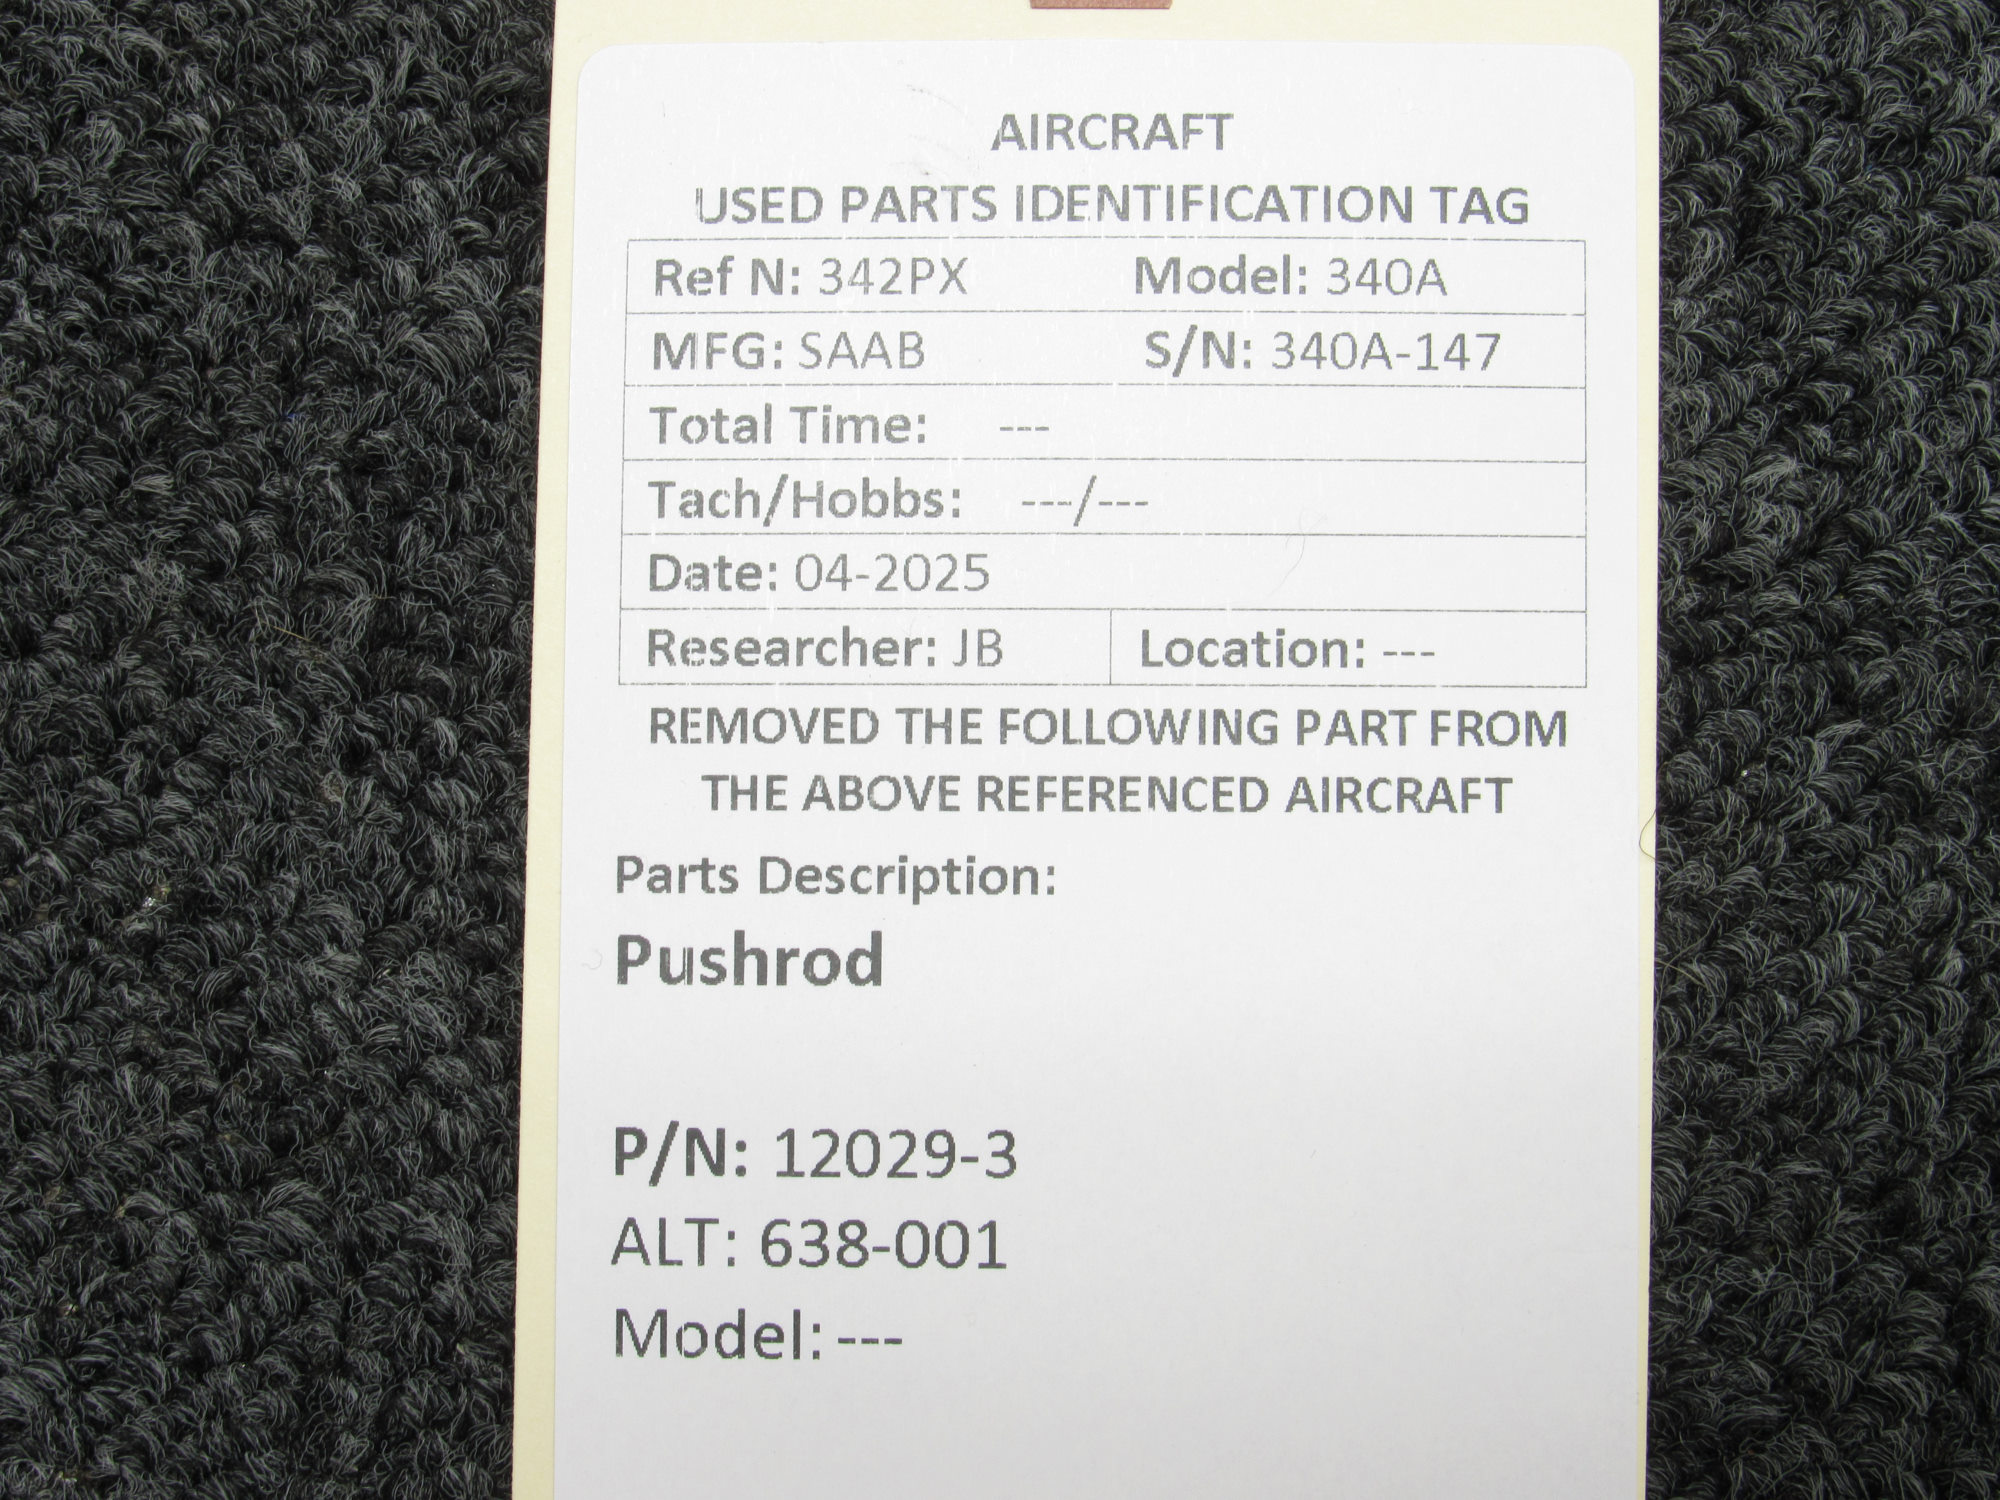 AIRCRAFT
USED PARTS IDENTIFICATION TAG
Ref N: 342PX Model: 340A
MFG: SAAB S/N: 340A-147
Total Time: ---
Tach/Hobbs: ---/---
Date: 04-2025
Researcher: JB Location: ---
REMOVED THE FOLLOWING PART FROM
THE ABOVE REFERENCED AIRCRAFT
Parts Description:
Pushrod
P/N: 12029-3
ALT: 638-001
Model: ---